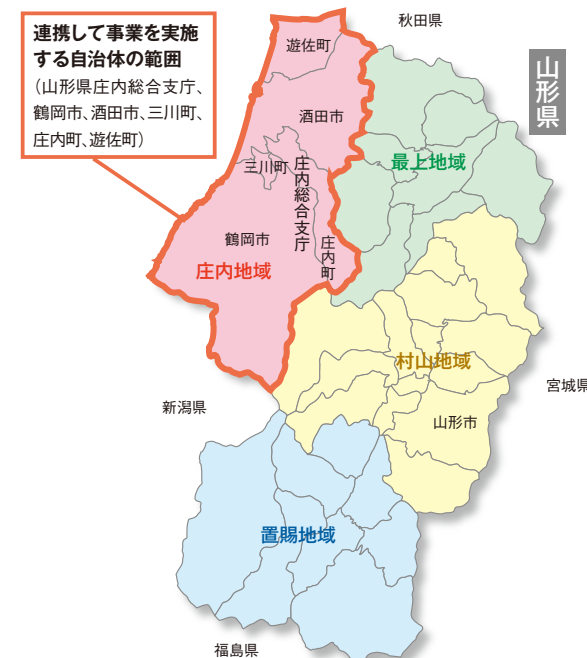 連携して事業を実施
する自治体の範囲
（山形県庄内総合支庁、
鶴岡市、酒田市、三川町、
庄内町、遊佐町）
秋田県
山形県
遊佐町
酒田市
最上地域
三川町
庄内総合支庁
鶴岡市
庄内町
庄内地域
村山地域
宮城県
新潟県
山形市
置賜地域
福島県